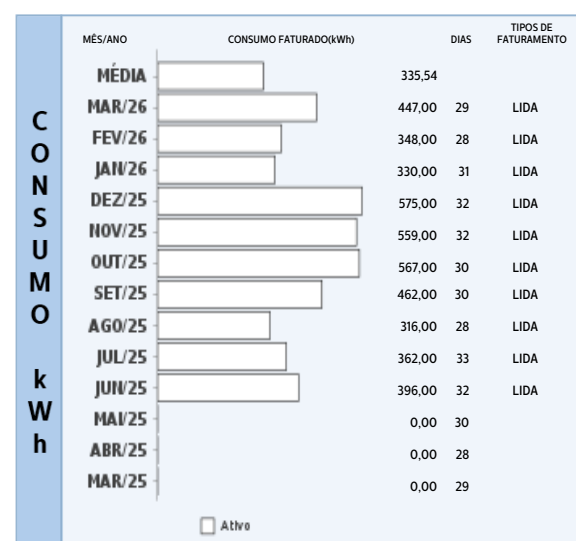 MÊS/ANO CONSUMO FATURADO(kWh) DIAS TIPOS DE FATURAMENTO
CONSUMO kWh
MÉDIA 335,54
MAR/26 447,00 29 LIDA
FEV/26 348,00 28 LIDA
JAN/26 330,00 31 LIDA
DEZ/25 575,00 32 LIDA
NOV/25 559,00 32 LIDA
OUT/25 567,00 30 LIDA
SET/25 462,00 30 LIDA
AGO/25 316,00 28 LIDA
JUL/25 362,00 33 LIDA
JUN/25 396,00 32 LIDA
MAI/25 0,00 30
ABR/25 0,00 28
MAR/25 0,00 29
Ativo